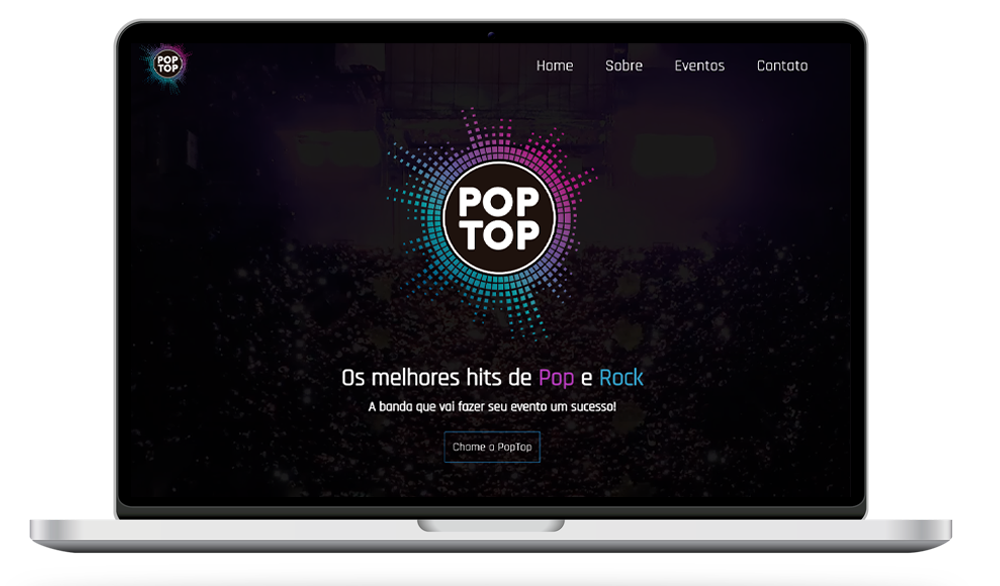 POP
TOP
Home Sobre Eventos Contato
POP
TOP
Os melhores hits de Pop e Rock
A banda que vai fazer seu evento um sucesso!
Chame a PopTop